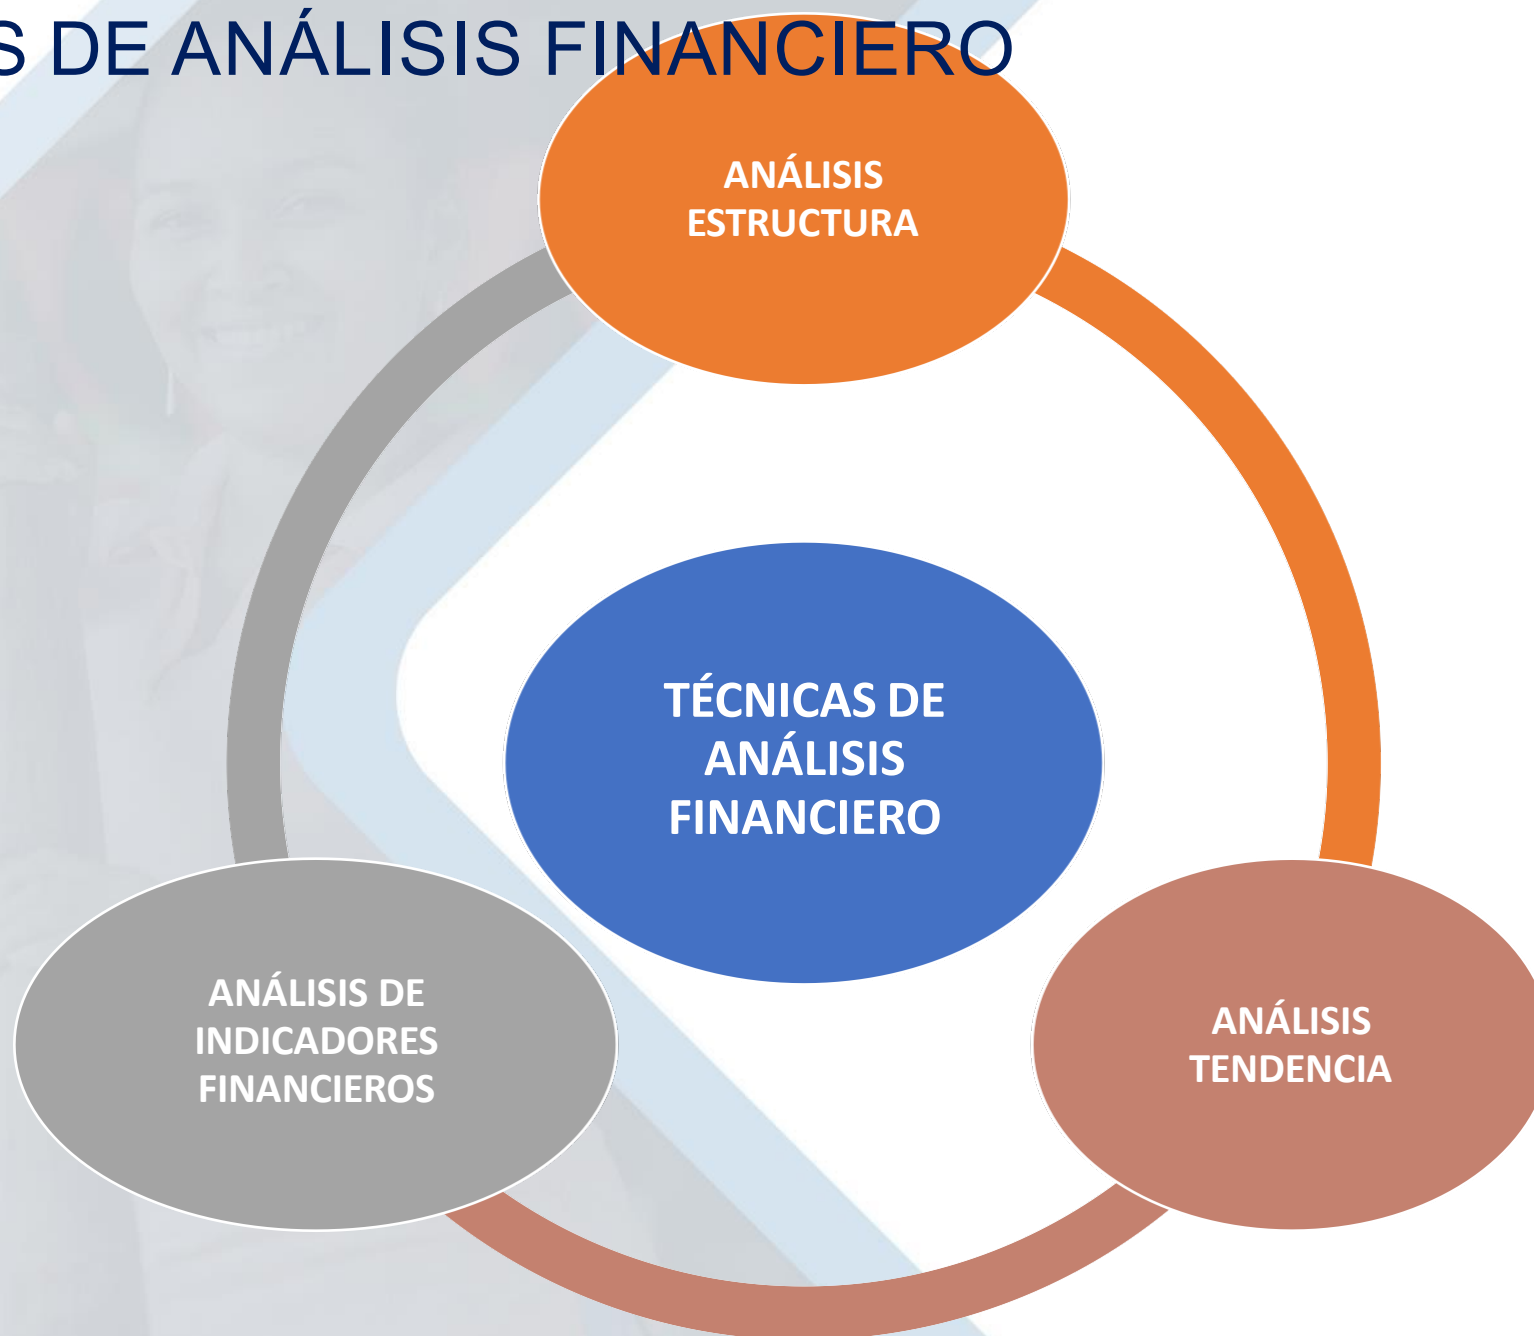 S DE ANÁLISIS FINANCIERO
ANÁLISIS
ESTRUCTURA
TÉCNICAS DE
ANÁLISIS
FINANCIERO
ANÁLISIS DE
INDICADORES
FINANCIEROS
ANÁLISIS
TENDENCIA